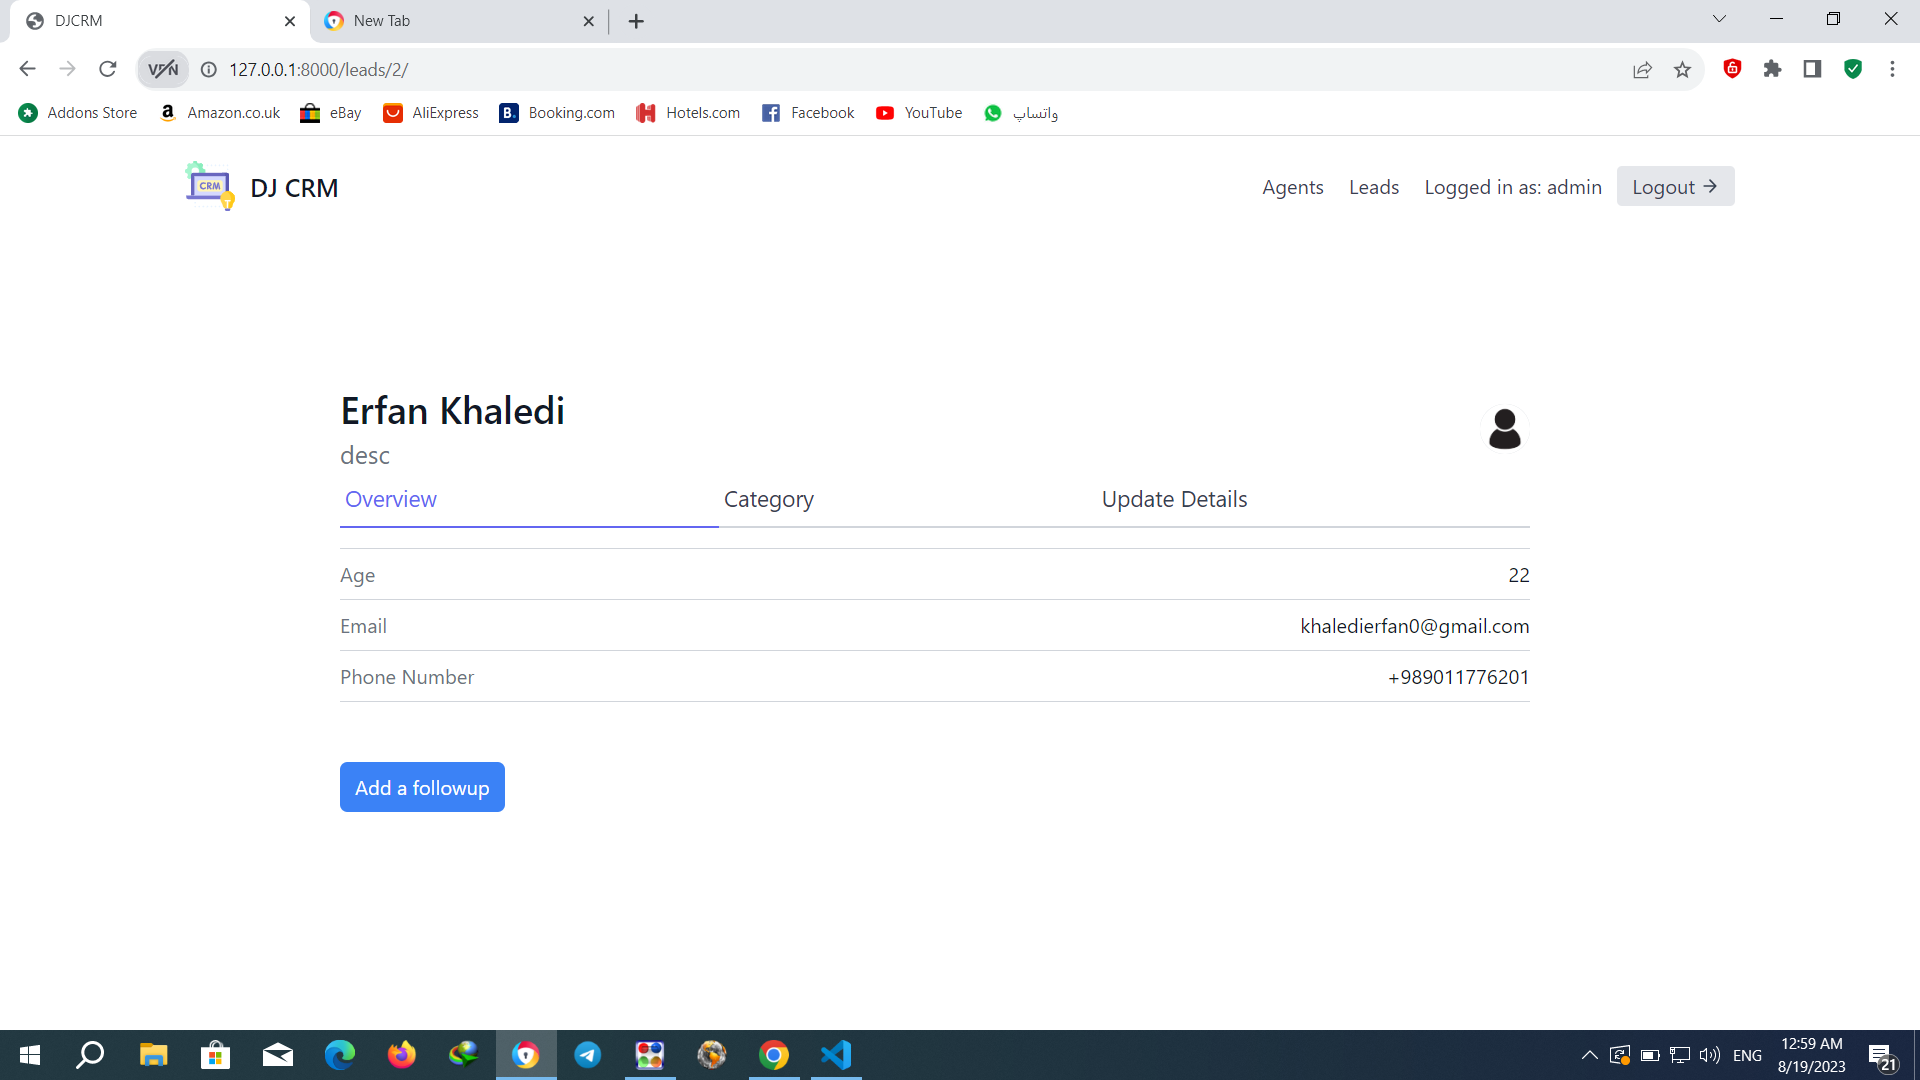 DJCRM
New Tab
VPN
127.0.0.1:8000/leads/2/
Addons Store
Amazon.co.uk
eBay
AliExpress
Booking.com
Hotels.com
Facebook
YouTube
واتساپ
CRM
DJ CRM
Agents
Leads
Logged in as: admin
Logout →
Erfan Khaledi
desc
Overview
Category
Update Details
Age 22
Email khaledierfan0@gmail.com
Phone Number +989011776201
Add a followup
ENG
12:59 AM
8/19/2023
21